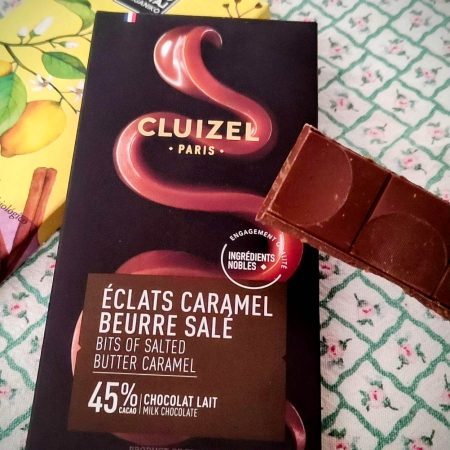 CLUIZEL
• PARIS •
ENGAGEMENT
INGRÉDIENTS
NOBLES
ÉCLATS CARAMEL
BEURRE SALÉ
BITS OF SALTED
BUTTER CARAMEL
45% CHOCOLAT LAIT
CACAO MILK CHOCOLATE